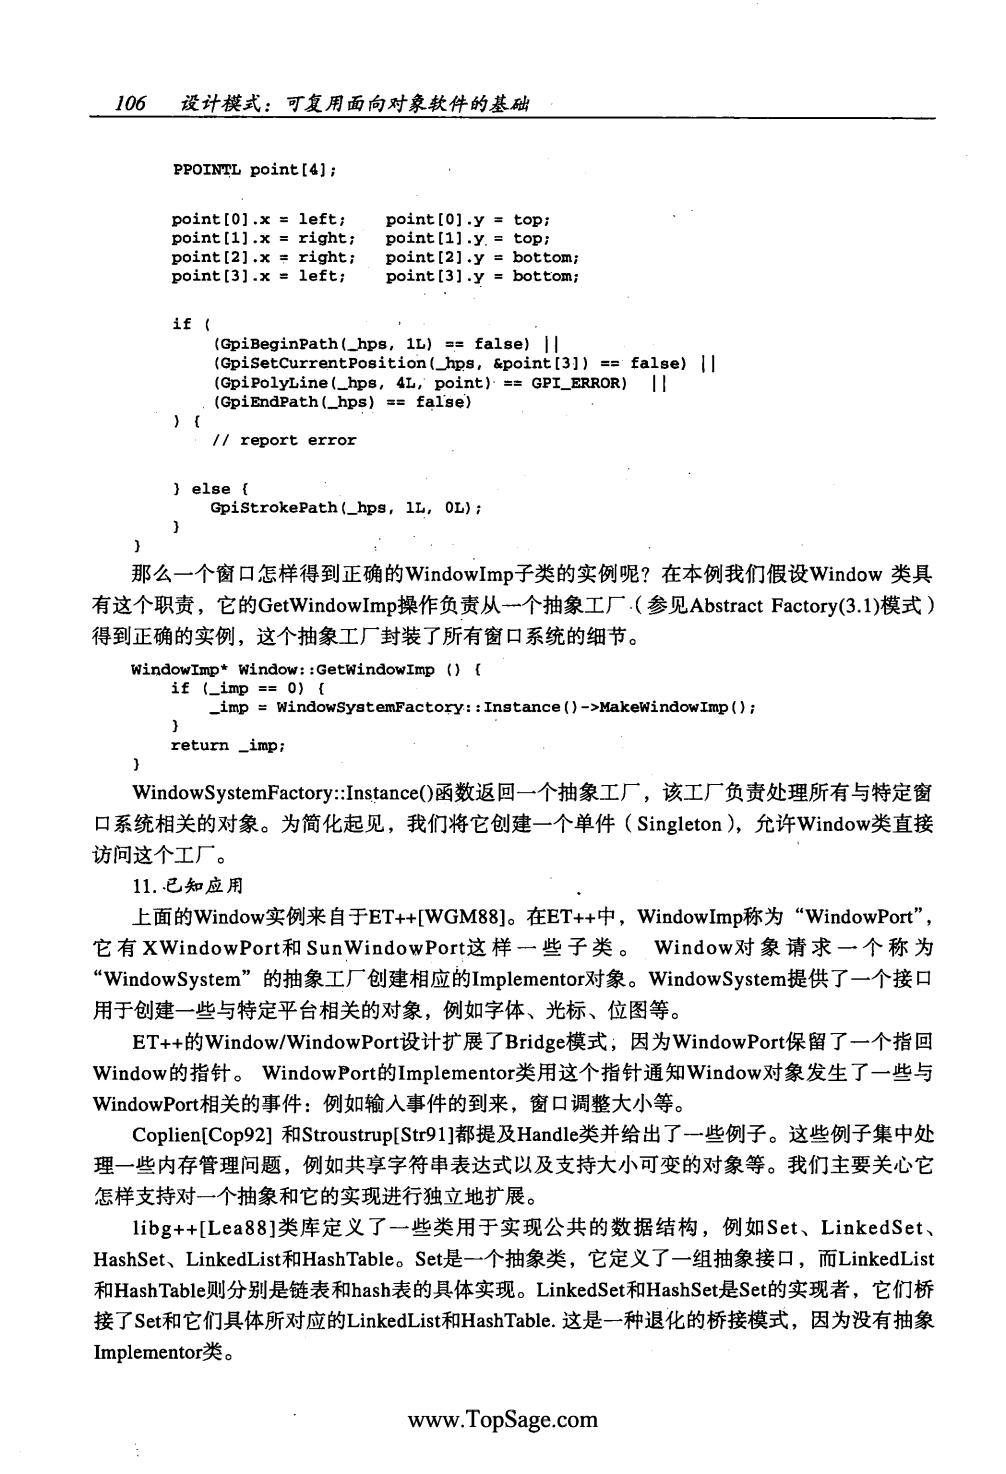 106 设计模式：可复用面向对象软件的基础
PPOINTL point[4];
point[0].x = left; point[0].y = top;
point[1].x = right; point[1].y = top;
point[2].x = right; point[2].y = bottom;
point[3].x = left; point[3].y = bottom;
if (
(GpiBeginPath(_hps, 1L) == false) ||
(GpiSetCurrentPosition(_hps, &point[3]) == false) ||
(GpiPolyLine(_hps, 4L, point) == GPI_ERROR) ||
(GpiEndPath(_hps) == false)
) {
// report error
} else {
GpiStrokePath(_hps, 1L, 0L);
}
}
那么一个窗口怎样得到正确的WindowImp子类的实例呢？在本例我们假设Window 类具
有这个职责，它的GetWindowImp操作负责从一个抽象工厂（参见Abstract Factory(3.1)模式）
得到正确的实例，这个抽象工厂封装了所有窗口系统的细节。
WindowImp* Window::GetWindowImp () {
if (_imp == 0) {
_imp = WindowSystemFactory::Instance()->MakeWindowImp();
}
return _imp;
}
WindowSystemFactory::Instance()函数返回一个抽象工厂，该工厂负责处理所有与特定窗
口系统相关的对象。为简化起见，我们将它创建一个单件（Singleton），允许Window类直接
访问这个工厂。
11. 已知应用
上面的Window实例来自于ET++[WGM88]。在ET++中，WindowImp称为“WindowPort”，
它有XWindowPort和SunWindowPort这样一些子类。 Window对象请求一个称为
“WindowSystem”的抽象工厂创建相应的Implementor对象。WindowSystem提供了一个接口
用于创建一些与特定平台相关的对象，例如字体、光标、位图等。
ET++的Window/WindowPort设计扩展了Bridge模式，因为WindowPort保留了一个指回
Window的指针。 WindowPort的Implementor类用这个指针通知Window对象发生了一些与
WindowPort相关的事件：例如输入事件的到来，窗口调整大小等。
Coplien[Cop92] 和Stroustrup[Str91]都提及Handle类并给出了一些例子。这些例子集中处
理一些内存管理问题，例如共享字符串表达式以及支持大小可变的对象等。我们主要关心它
怎样支持对一个抽象和它的实现进行独立地扩展。
libg++[Lea88]类库定义了一些类用于实现公共的数据结构，例如Set、LinkedSet、
HashSet、LinkedList和HashTable。Set是一个抽象类，它定义了一组抽象接口，而LinkedList
和HashTable则分别是链表和hash表的具体实现。LinkedSet和HashSet是Set的实现者，它们桥
接了Set和它们具体所对应的LinkedList和HashTable. 这是一种退化的桥接模式，因为没有抽象
Implementor类。
www.TopSage.com